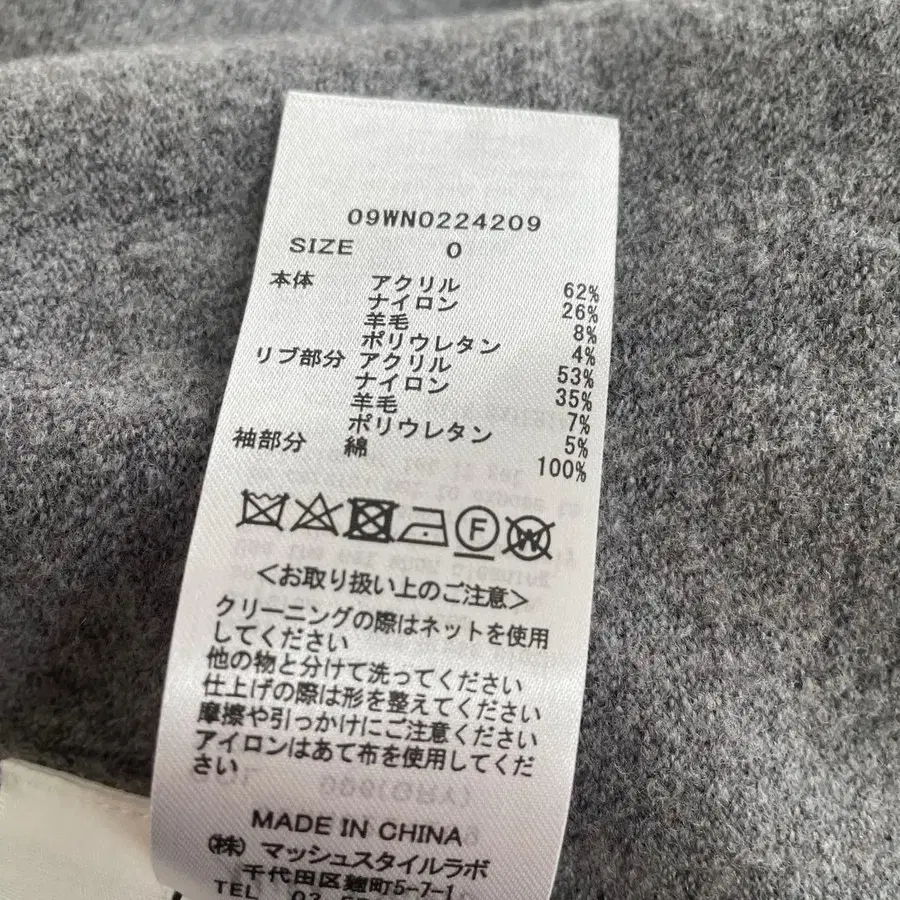 09WN0224209
SIZE 0
本体 アクリル 62%
ナイロン 26%
羊毛 8%
ポリウレタン 4%
リブ部分 アクリル 53%
ナイロン 35%
羊毛 7%
ポリウレタン 5%
袖部分 綿 100%
F W
<お取り扱い上のご注意>
クリーニングの際はネットを使用
してください
他の物と分けて洗ってください
仕上げの際は形を整えてください
摩擦や引っかけにご注意ください
アイロンはあて布を使用してくだ
さい
MADE IN CHINA
(株) マッシュスタイルラボ
千代田区麹町5-7-1
TEL 03